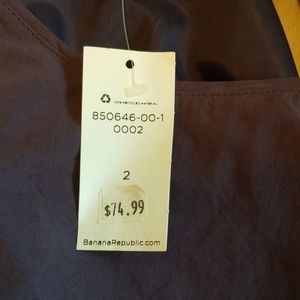 100% RECYCLED MATERIAL
850646-00-1
0002
2
$74.99
BananaRepublic.com